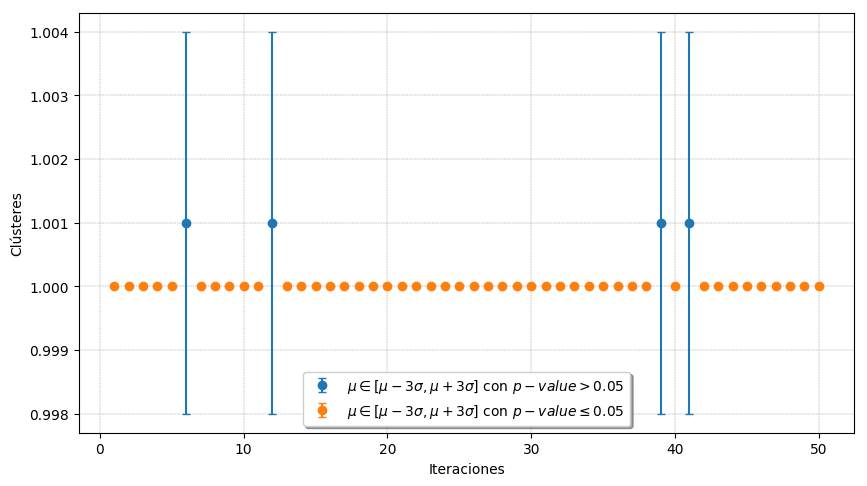 1.004
1.003
1.002
1.001
1.000
0.999
0.998
Clústeres
μ ∈ [μ − 3σ, μ + 3σ] con p − value > 0.05
μ ∈ [μ − 3σ, μ + 3σ] con p − value ≤ 0.05
0 10 20 30 40 50
Iteraciones